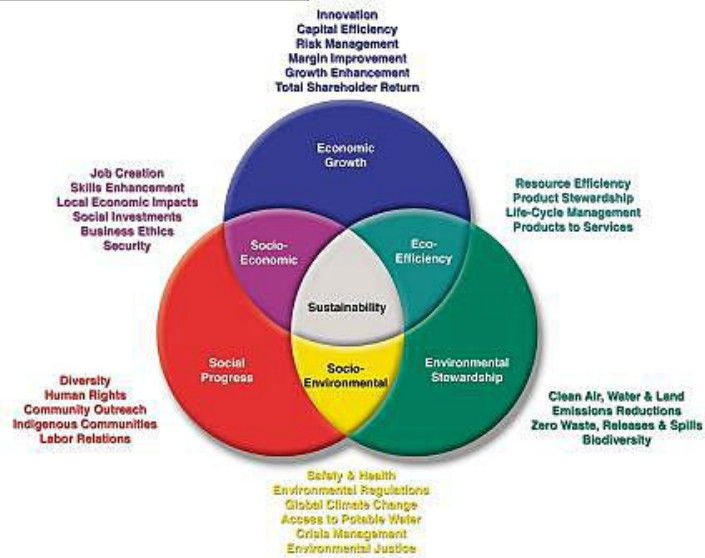 Innovation
Capital Efficiency
Risk Management
Margin Improvement
Growth Enhancement
Total Shareholder Return
Economic
Growth
Job Creation
Skills Enhancement
Local Economic Impacts
Social Investments
Business Ethics
Security
Resource Efficiency
Product Stewardship
Life-Cycle Management
Products to Services
Socio-
Economic
Eco-
Efficiency
Sustainability
Social
Progress
Socio-
Environmental
Environmental
Stewardship
Diversity
Human Rights
Community Outreach
Indigenous Communities
Labor Relations
Clean Air, Water & Land
Emissions Reductions
Zero Waste, Releases & Spills
Biodiversity
Safety & Health
Environmental Regulations
Global Climate Change
Access to Potable Water
Crisis Management
Environmental Justice